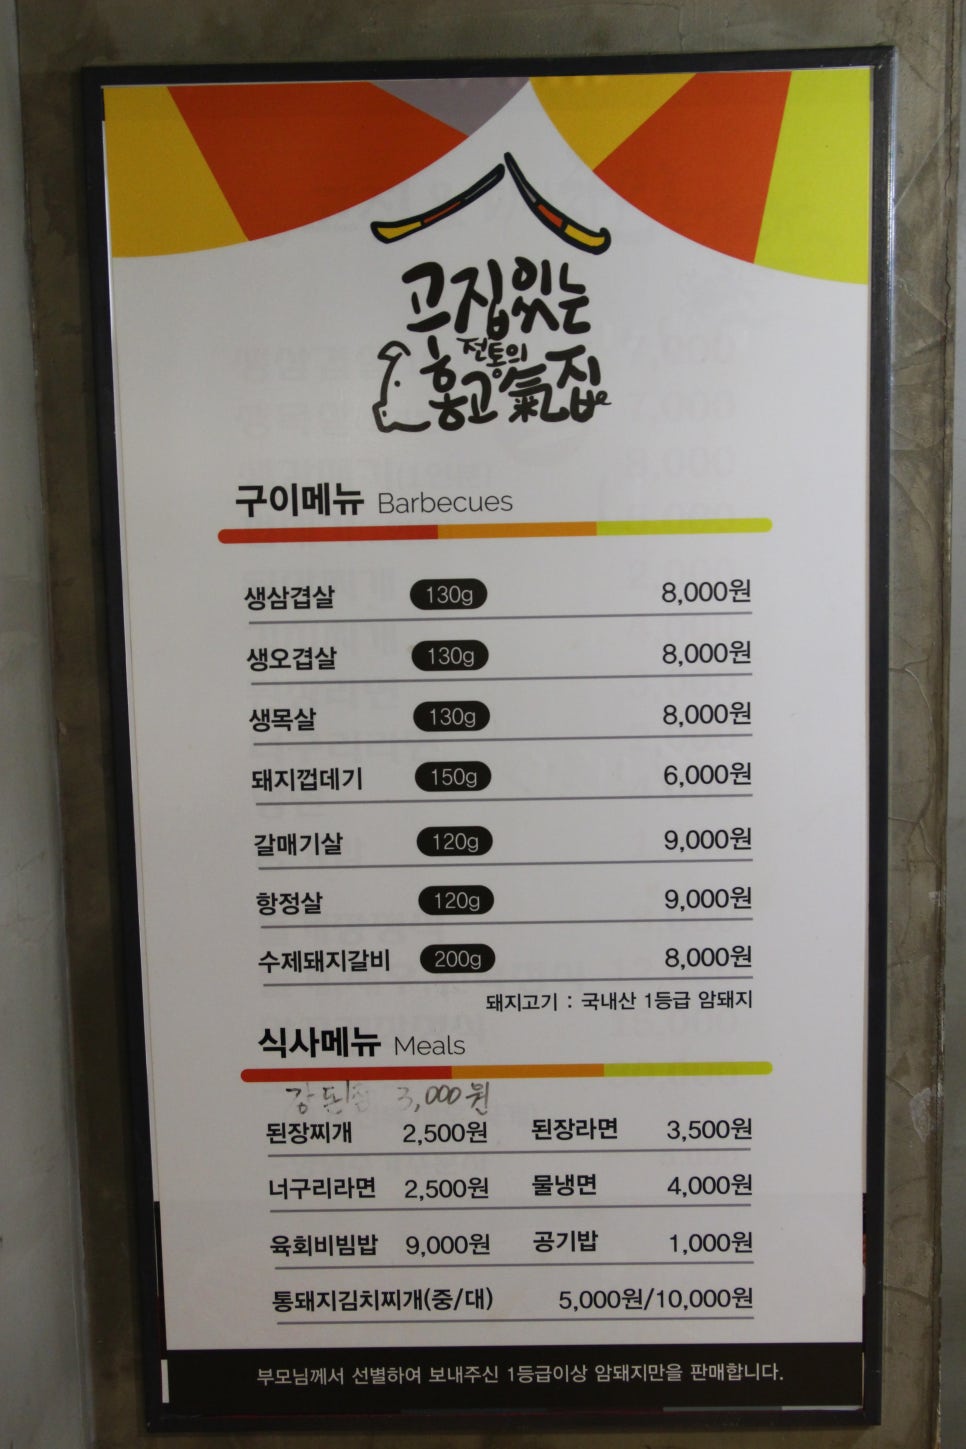 고집있는
전통의
홍고氣집
구이메뉴 Barbecues
생삼겹살 130g 8,000원
생오겹살 130g 8,000원
생목살 130g 8,000원
돼지껍데기 150g 6,000원
갈매기살 120g 9,000원
항정살 120g 9,000원
수제돼지갈비 200g 8,000원
돼지고기 : 국내산 1등급 암돼지
식사메뉴 Meals
3,000원
된장찌개 2,500원 된장라면 3,500원
너구리라면 2,500원 물냉면 4,000원
육회비빔밥 9,000원 공기밥 1,000원
통돼지김치찌개(중/대) 5,000원/10,000원
부모님께서 선별하여 보내주신 1등급이상 암돼지만을 판매합니다.